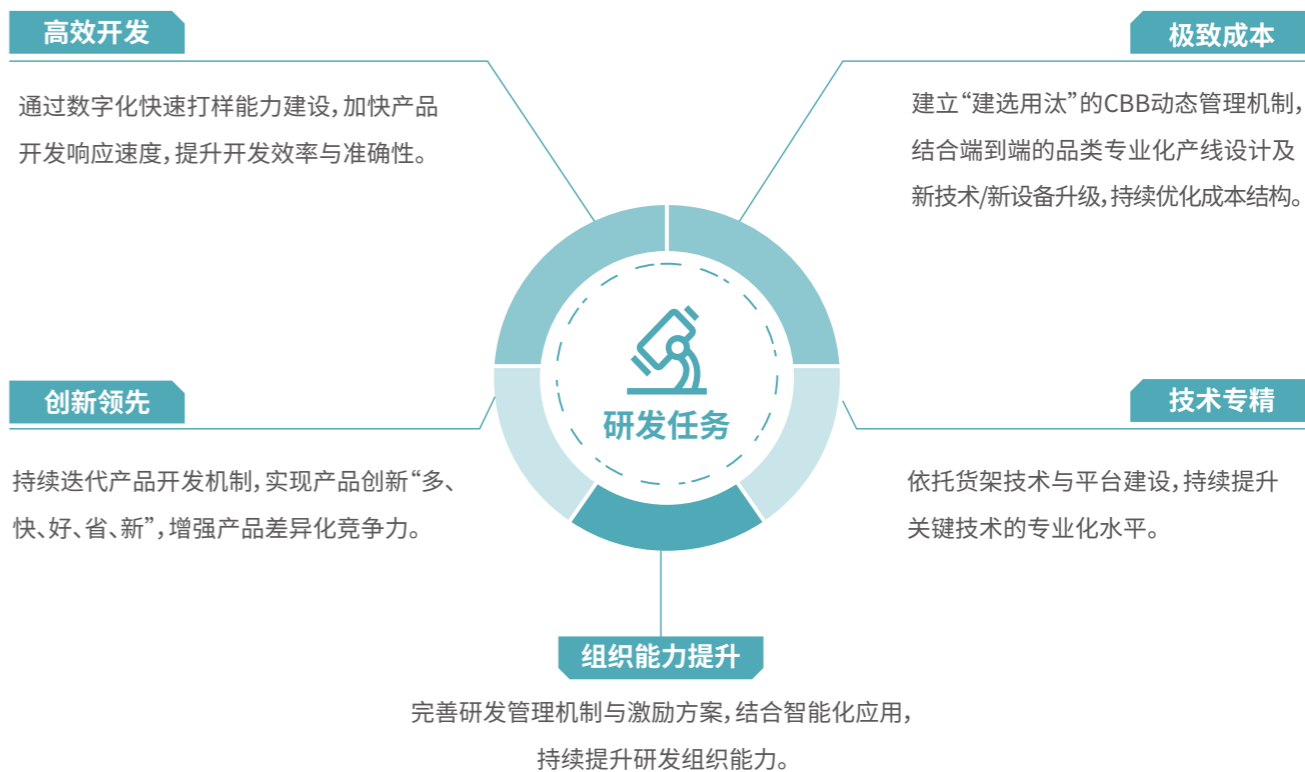 高效开发
通过数字化快速打样能力建设，加快产品
开发响应速度，提升开发效率与准确性。
极致成本
建立“建选用汰”的CBB动态管理机制，
结合端到端的品类专业化产线设计及
新技术/新设备升级，持续优化成本结构。
研发任务
创新领先
持续迭代产品开发机制，实现产品创新“多、
快、好、省、新”，增强产品差异化竞争力。
技术专精
依托货架技术与平台建设，持续提升
关键技术的专业化水平。
组织能力提升
完善研发管理机制与激励方案，结合智能化应用，
持续提升研发组织能力。